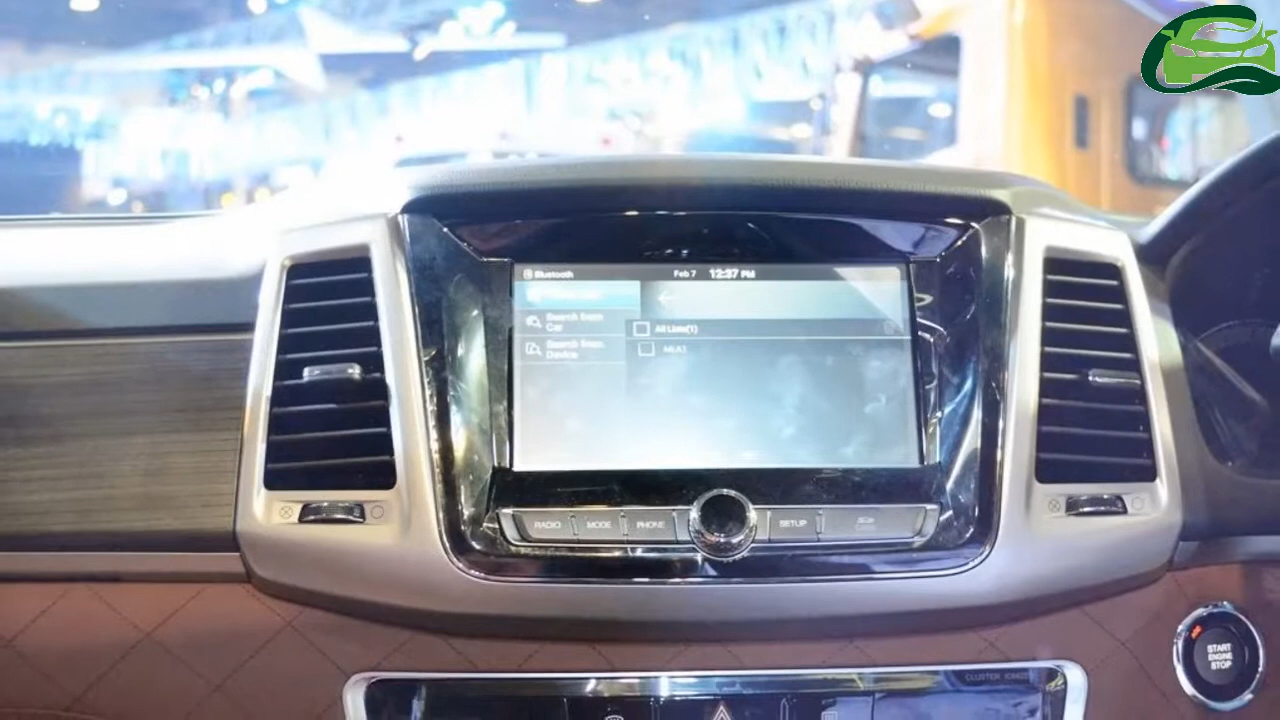 Bluetooth Feb 7 12:37 PM
Search from
Car
Search from
Device
All Lists(1)
RADIO MODE PHONE SETUP
START
ENGINE
STOP